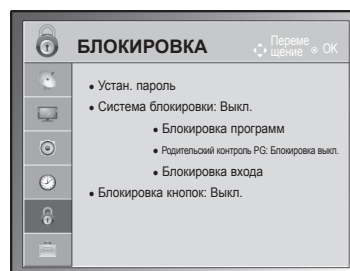 БЛОКИРОВКА
Переме
щение
OK
Устан. пароль
Система блокировки: Выкл.
Блокировка программ
Родительский контроль PG: Блокировка выкл.
Блокировка входа
Блокировка кнопок: Выкл.